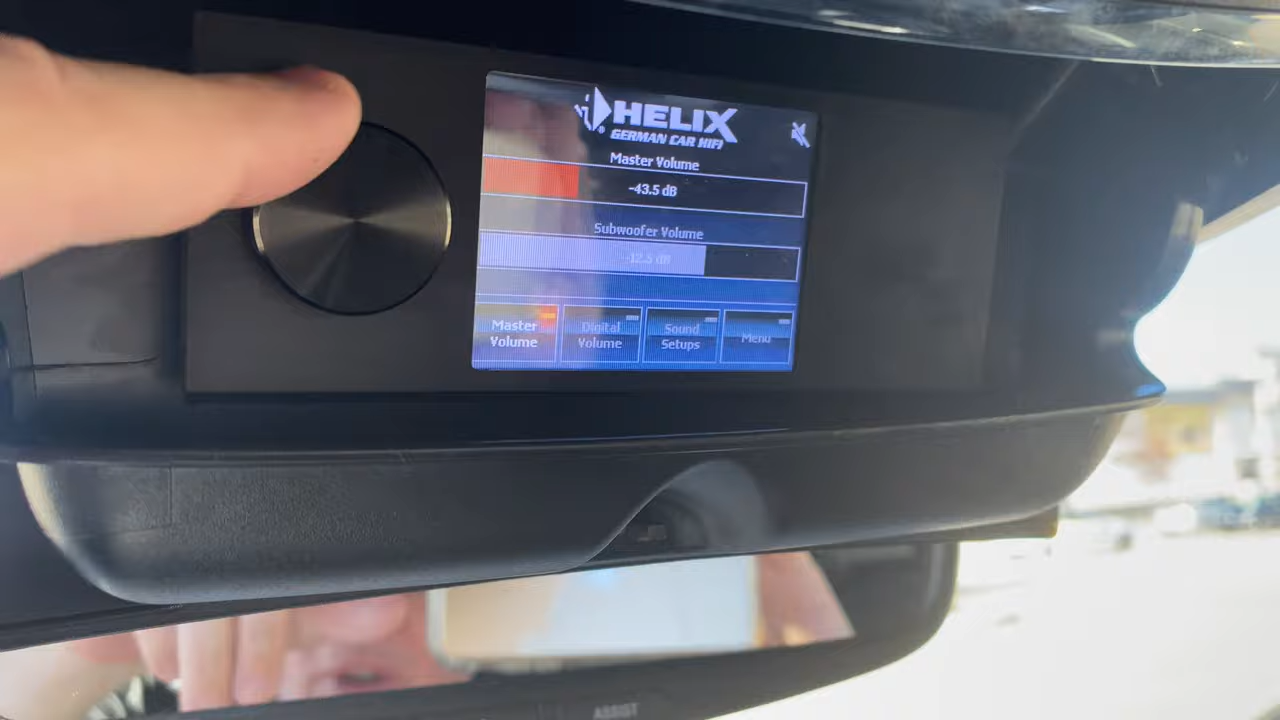 HELIX
GERMAN CAR HIFI
Master Volume
-43.5 dB
Subwoofer Volume
-12.5 dB
Master Volume
Digital Volume
Sound Setups
Menu
ASSIST